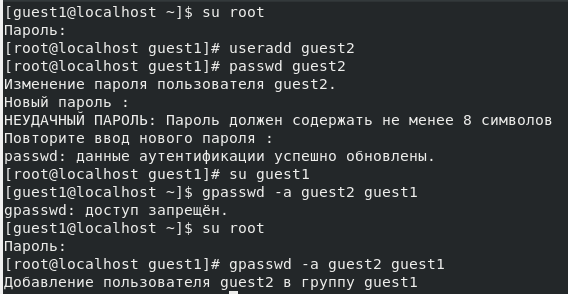 [guest1@localhost ~]$ su root
Пароль:
[root@localhost guest1]# useradd guest2
[root@localhost guest1]# passwd guest2
Изменение пароля пользователя guest2.
Новый пароль :
НЕУДАЧНЫЙ ПАРОЛЬ: Пароль должен содержать не менее 8 символов
Повторите ввод нового пароля :
passwd: данные аутентификации успешно обновлены.
[root@localhost guest1]# su guest1
[guest1@localhost ~]$ gpasswd -a guest2 guest1
gpasswd: доступ запрещён.
[guest1@localhost ~]$ su root
Пароль:
[root@localhost guest1]# gpasswd -a guest2 guest1
Добавление пользователя guest2 в группу guest1